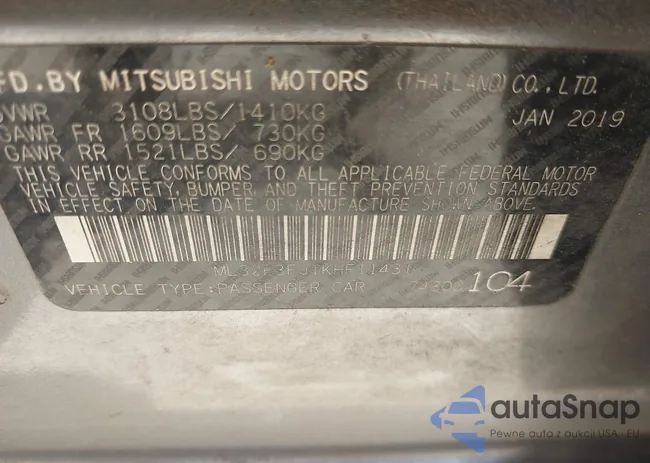 FD.BY MITSUBISHI MOTORS (THAILAND)CO.,LTD.
GVWR 3108LBS/1410KG JAN 2019
GAWR FR 1609LBS/ 730KG
GAWR RR 1521LBS/ 690KG
THIS VEHICLE CONFORMS TO ALL APPLICABLE FEDERAL MOTOR
VEHICLE SAFETY, BUMPER, AND THEFT PREVENTION STANDARDS
IN EFFECT ON THE DATE OF MANUFACTURE SHOWN ABOVE.
VEHICLE TYPE:PASSENGER CAR 104
autoSnap
Pewne auta z aukcji USA i EU